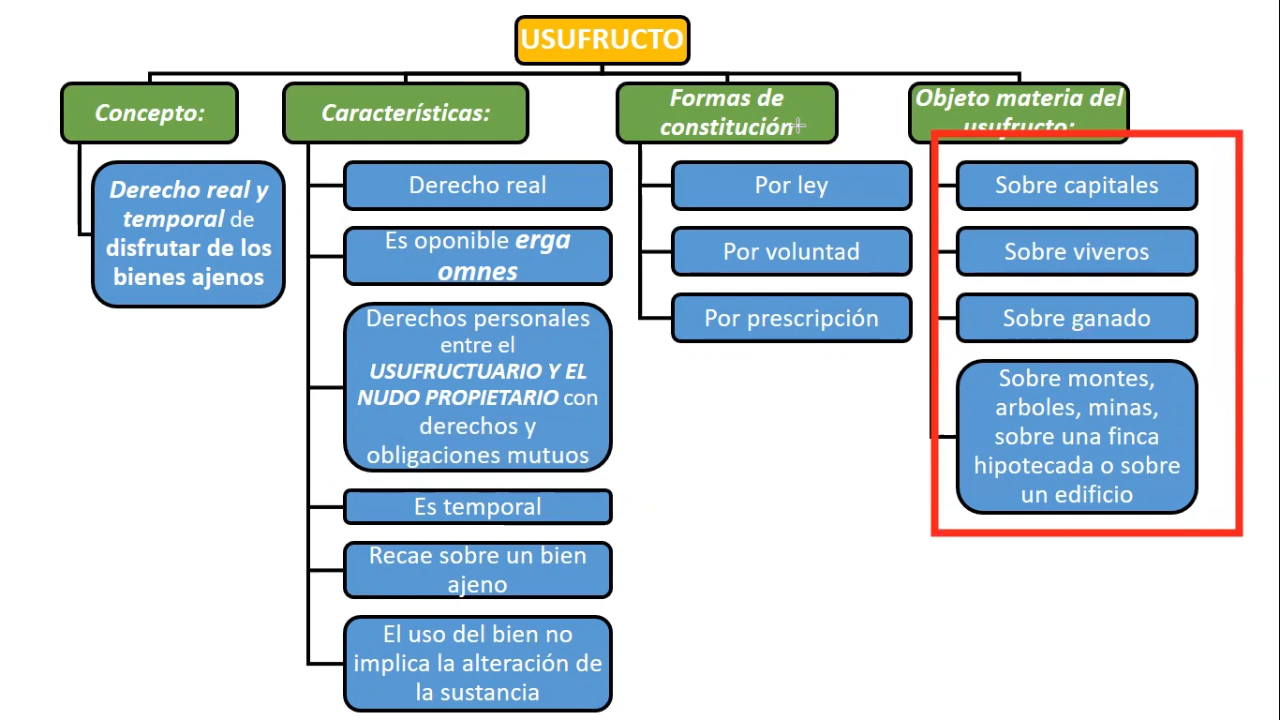 USUFRUCTO
Concepto:
Derecho real y
temporal de
disfrutar de los
bienes ajenos
Características:
Derecho real
Es oponible erga
omnes
Derechos personales
entre el
USUFRUCTUARIO Y EL
NUDO PROPIETARIO con
derechos y
obligaciones mutuos
Es temporal
Recae sobre un bien
ajeno
El uso del bien no
implica la alteración de
la sustancia
Formas de
constitución
Por ley
Por voluntad
Por prescripción
Objeto materia del
usufructo:
Sobre capitales
Sobre viveros
Sobre ganado
Sobre montes,
arboles, minas,
sobre una finca
hipotecada o sobre
un edificio